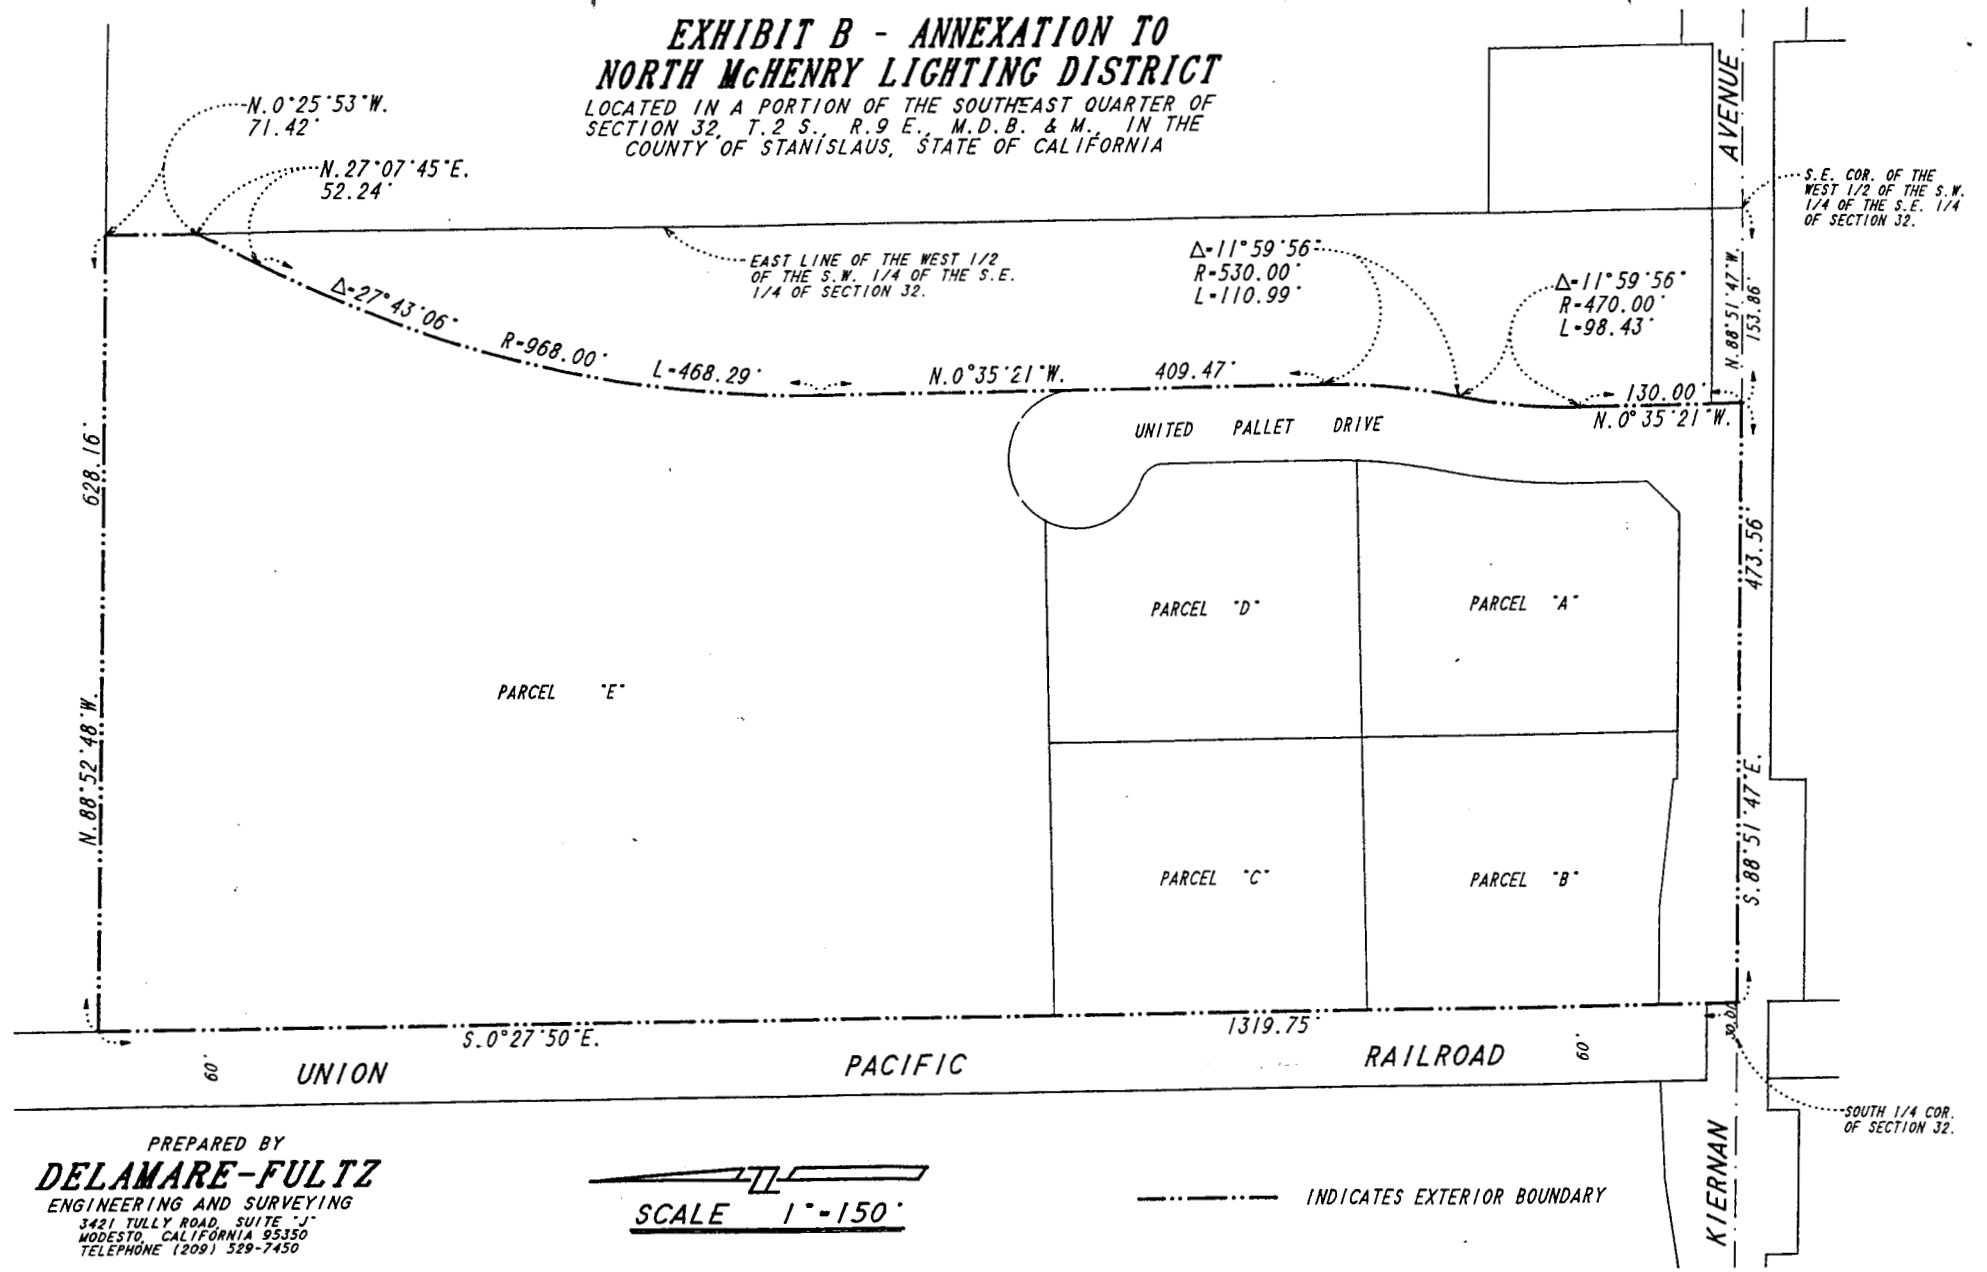 EXHIBIT B - ANNEXATION TO
NORTH McHENRY LIGHTING DISTRICT
LOCATED IN A PORTION OF THE SOUTHEAST QUARTER OF
SECTION 32, T.2 S., R.9 E., M.D.B. & M., IN THE
COUNTY OF STANISLAUS, STATE OF CALIFORNIA
N.0°25'53"W.
71.42'
N.27°07'45"E.
52.24'
AVENUE
S.E. COR. OF THE
WEST 1/2 OF THE S.W.
1/4 OF THE S.E. 1/4
OF SECTION 32.
EAST LINE OF THE WEST 1/2
OF THE S.W. 1/4 OF THE S.E.
1/4 OF SECTION 32.
Δ=11°59'56"
R=530.00'
L=110.99'
Δ=11°59'56"
R=470.00'
L=98.43'
N.88°51'47"W.
153.86'
Δ=27°43'06"
R=968.00'
L=468.29'
N.0°35'21"W.
409.47'
130.00'
N.0°35'21"W.
UNITED PALLET DRIVE
628.16'
N.88°52'48"W.
473.56'
S.88°51'47"E.
PARCEL "D"
PARCEL "A"
PARCEL "E"
PARCEL "C"
PARCEL "B"
S.0°27'50"E.
1319.75'
30.00'
60'
UNION PACIFIC RAILROAD
60'
SOUTH 1/4 COR.
OF SECTION 32.
KIERNAN
PREPARED BY
DELAMARE-FULTZ
ENGINEERING AND SURVEYING
3421 TULLY ROAD, SUITE "J"
MODESTO, CALIFORNIA 95350
TELEPHONE (209) 529-7450
SCALE 1"=150'
INDICATES EXTERIOR BOUNDARY